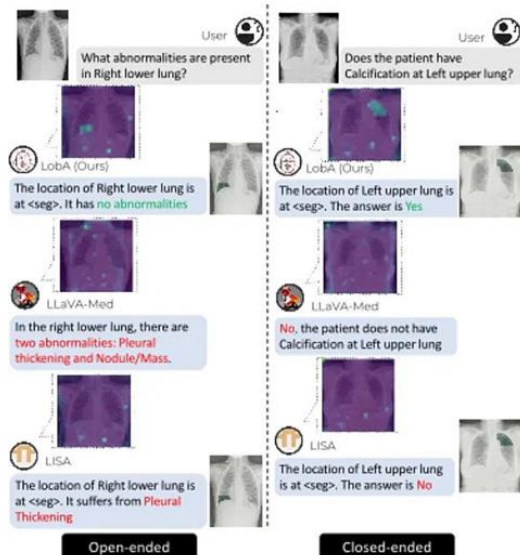 User
What abnormalities are present
in Right lower lung?
LobA (Ours)
The location of Right lower lung is
at <seg>. It has no abnormalities
LLaVA-Med
In the right lower lung, there are
two abnormalities: Pleural
thickening and Nodule/Mass.
LISA
The location of Right lower lung is
at <seg>. It suffers from Pleural
Thickening
Open-ended
User
Does the patient have
Calcification at Left upper lung?
LobA (Ours)
The location of Left upper lung is
at <seg>. The answer is Yes
LLaVA-Med
No, the patient does not have
Calcification at Left upper lung
LISA
The location of Left upper lung
is at <seg>. The answer is No
Closed-ended